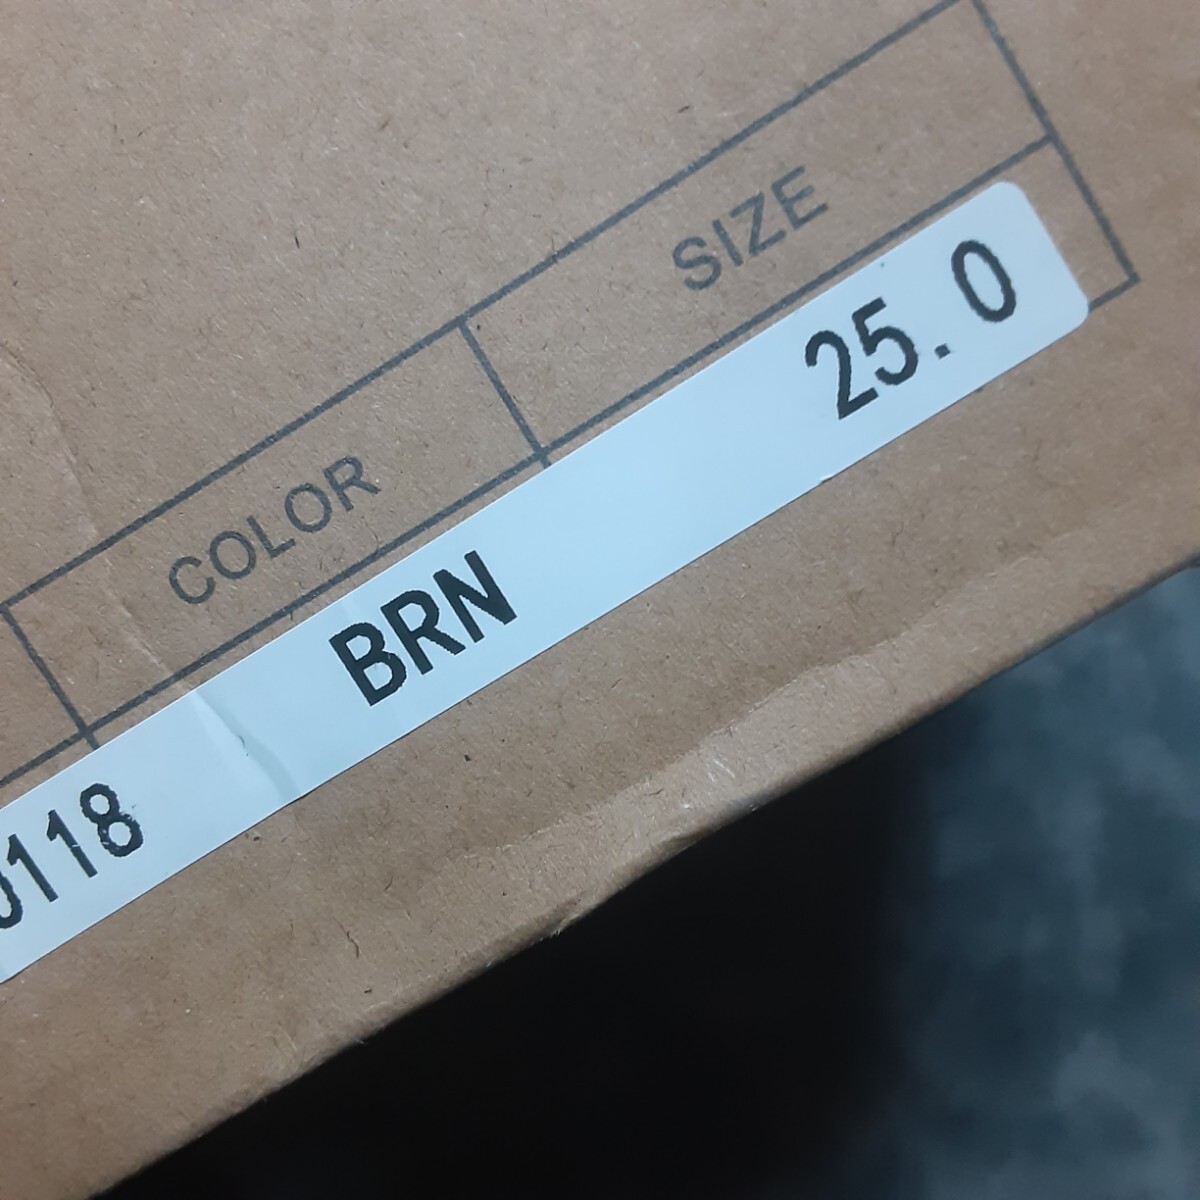 COLOR SIZE
0118 BRN 25.0